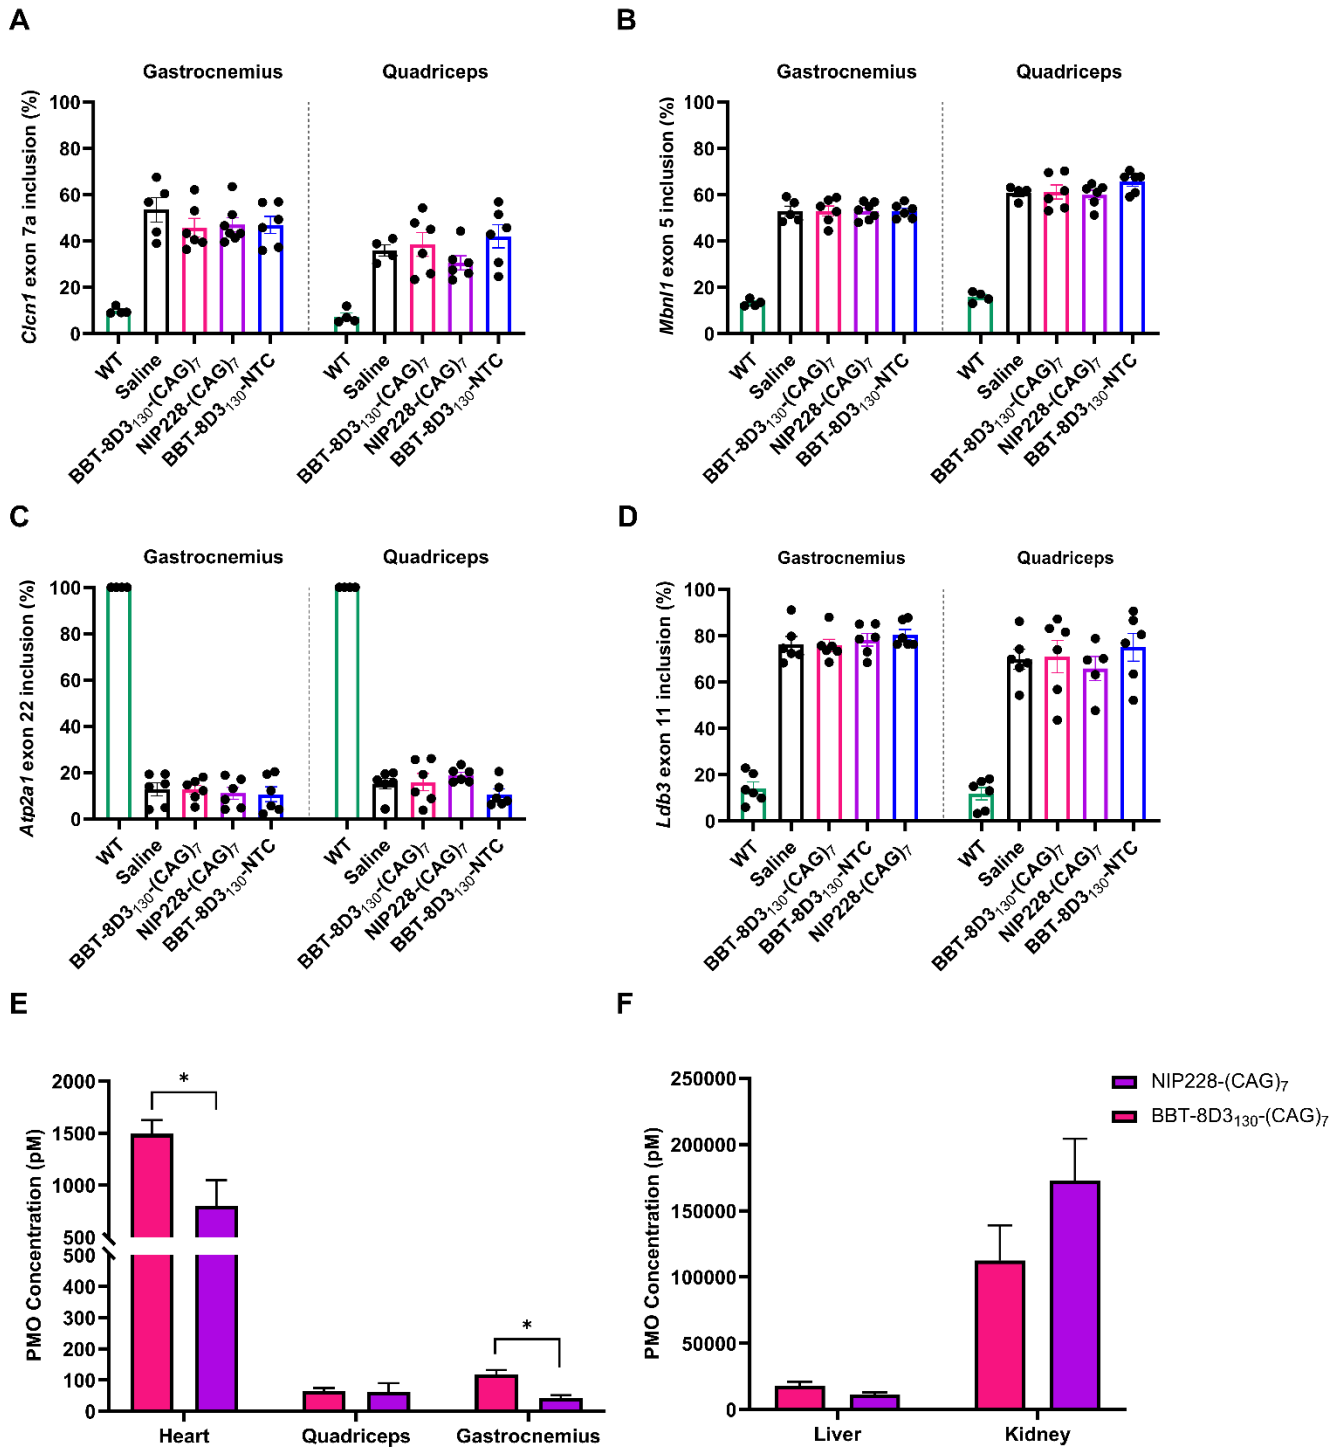 A
Gastrocnemius Quadriceps
Clcn1 exon 7a inclusion (%)
100
80
60
40
20
0
WT
Saline
BBT-8D3₁₃₀-(CAG)₇
NIP228-(CAG)₇
BBT-8D3₁₃₀-NTC
WT
Saline
BBT-8D3₁₃₀-(CAG)₇
NIP228-(CAG)₇
BBT-8D3₁₃₀-NTC
B
Gastrocnemius Quadriceps
Mbnl1 exon 5 inclusion (%)
100
80
60
40
20
0
WT
Saline
BBT-8D3₁₃₀-(CAG)₇
NIP228-(CAG)₇
BBT-8D3₁₃₀-NTC
WT
Saline
BBT-8D3₁₃₀-(CAG)₇
NIP228-(CAG)₇
BBT-8D3₁₃₀-NTC
C
Gastrocnemius Quadriceps
Atp2a1 exon 22 inclusion (%)
100
80
60
40
20
0
WT
Saline
BBT-8D3₁₃₀-(CAG)₇
NIP228-(CAG)₇
BBT-8D3₁₃₀-NTC
WT
Saline
BBT-8D3₁₃₀-(CAG)₇
NIP228-(CAG)₇
BBT-8D3₁₃₀-NTC
D
Gastrocnemius Quadriceps
Ldb3 exon 11 inclusion (%)
100
80
60
40
20
0
WT
Saline
BBT-8D3₁₃₀-(CAG)₇
BBT-8D3₁₃₀-NTC
NIP228-(CAG)₇
WT
Saline
BBT-8D3₁₃₀-(CAG)₇
NIP228-(CAG)₇
BBT-8D3₁₃₀-NTC
E
PMO Concentration (pM)
2000
1500
1000
500
500
400
300
200
100
0
*
*
Heart Quadriceps Gastrocnemius
F
PMO Concentration (pM)
250000
200000
150000
100000
50000
0
Liver Kidney
NIP228-(CAG)₇
BBT-8D3₁₃₀-(CAG)₇